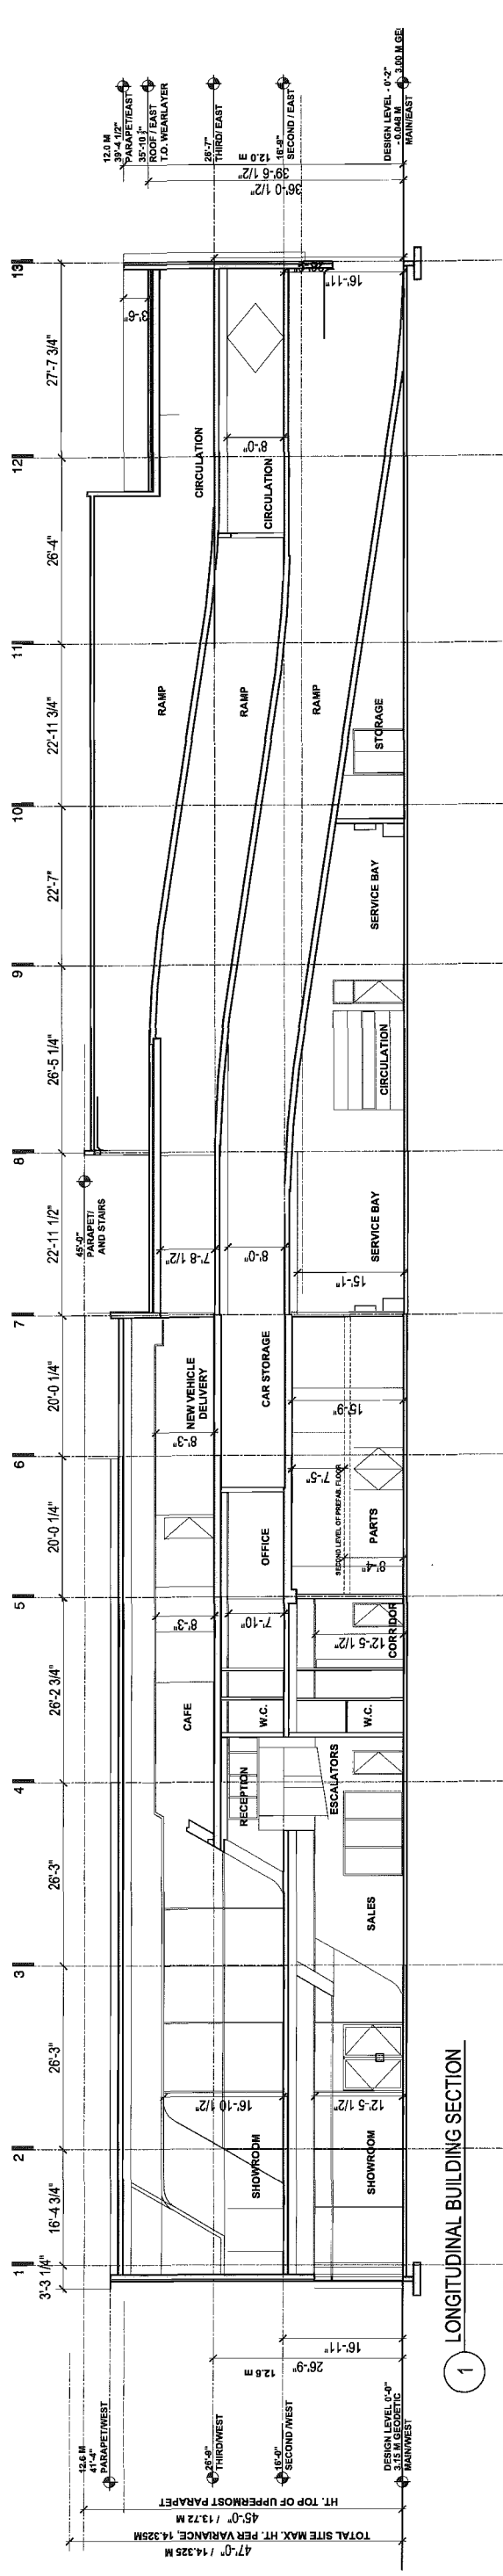 13
27'-7 3/4"
12
26'-4"
11
22'-11 3/4"
10
22'-7"
9
26'-5 1/4"
8
22'-11 1/2"
7
20'-0 1/4"
6
20'-0 1/4"
5
26'-2 3/4"
4
26'-3"
3
26'-3"
2
16'-4 3/4"
1
3'-3 1/4"
12.0 M
39'-4 1/2"
PARAPET/EAST
ROOF / EAST
T.O. WEARLAYER
26'-7"
THIRD/ EAST
SECOND / EAST
DESIGN LEVEL - 0'-2"
- 0.048 M
3.00 M GE
MAIN/EAST
12.0 m
39'-6 1/2"
36'-0 1/2"
3'-6"
16'-11"
CIRCULATION
8'-0"
CIRCULATION
RAMP
RAMP
RAMP
STORAGE
SERVICE BAY
CIRCULATION
SERVICE BAY
45'-0"
PARAPET/
AND STAIRS
7'-8 1/2"
8'-0"
15'-1"
NEW VEHICLE
DELIVERY
8'-3"
CAR STORAGE
15'-9"
7'-5"
SECOND LEVEL OF PREFAB. FLOOR
PARTS
8'-4"
OFFICE
8'-3"
7'-10"
12'-5 1/2"
CORRIDOR
CAFE
W.C.
W.C.
RECEPTION
ESCALATORS
SALES
16'-10 1/2"
SHOWROOM
12'-5 1/2"
SHOWROOM
16'-11"
26'-9"
12.6 m
12.6 M
41'-4"
PARAPET/WEST
26'-9"
THIRD/WEST
SECOND /WEST
DESIGN LEVEL 0'-0"
3.15 M GEODETIC
MAIN/WEST
HT. TOP OF UPPERMOST PARAPET
45'-0" / 13.72 M
TOTAL SITE MAX. HT. PER VARIANCE, 14.325M
47'-0" / 14.325 M
1
LONGITUDINAL BUILDING SECTION